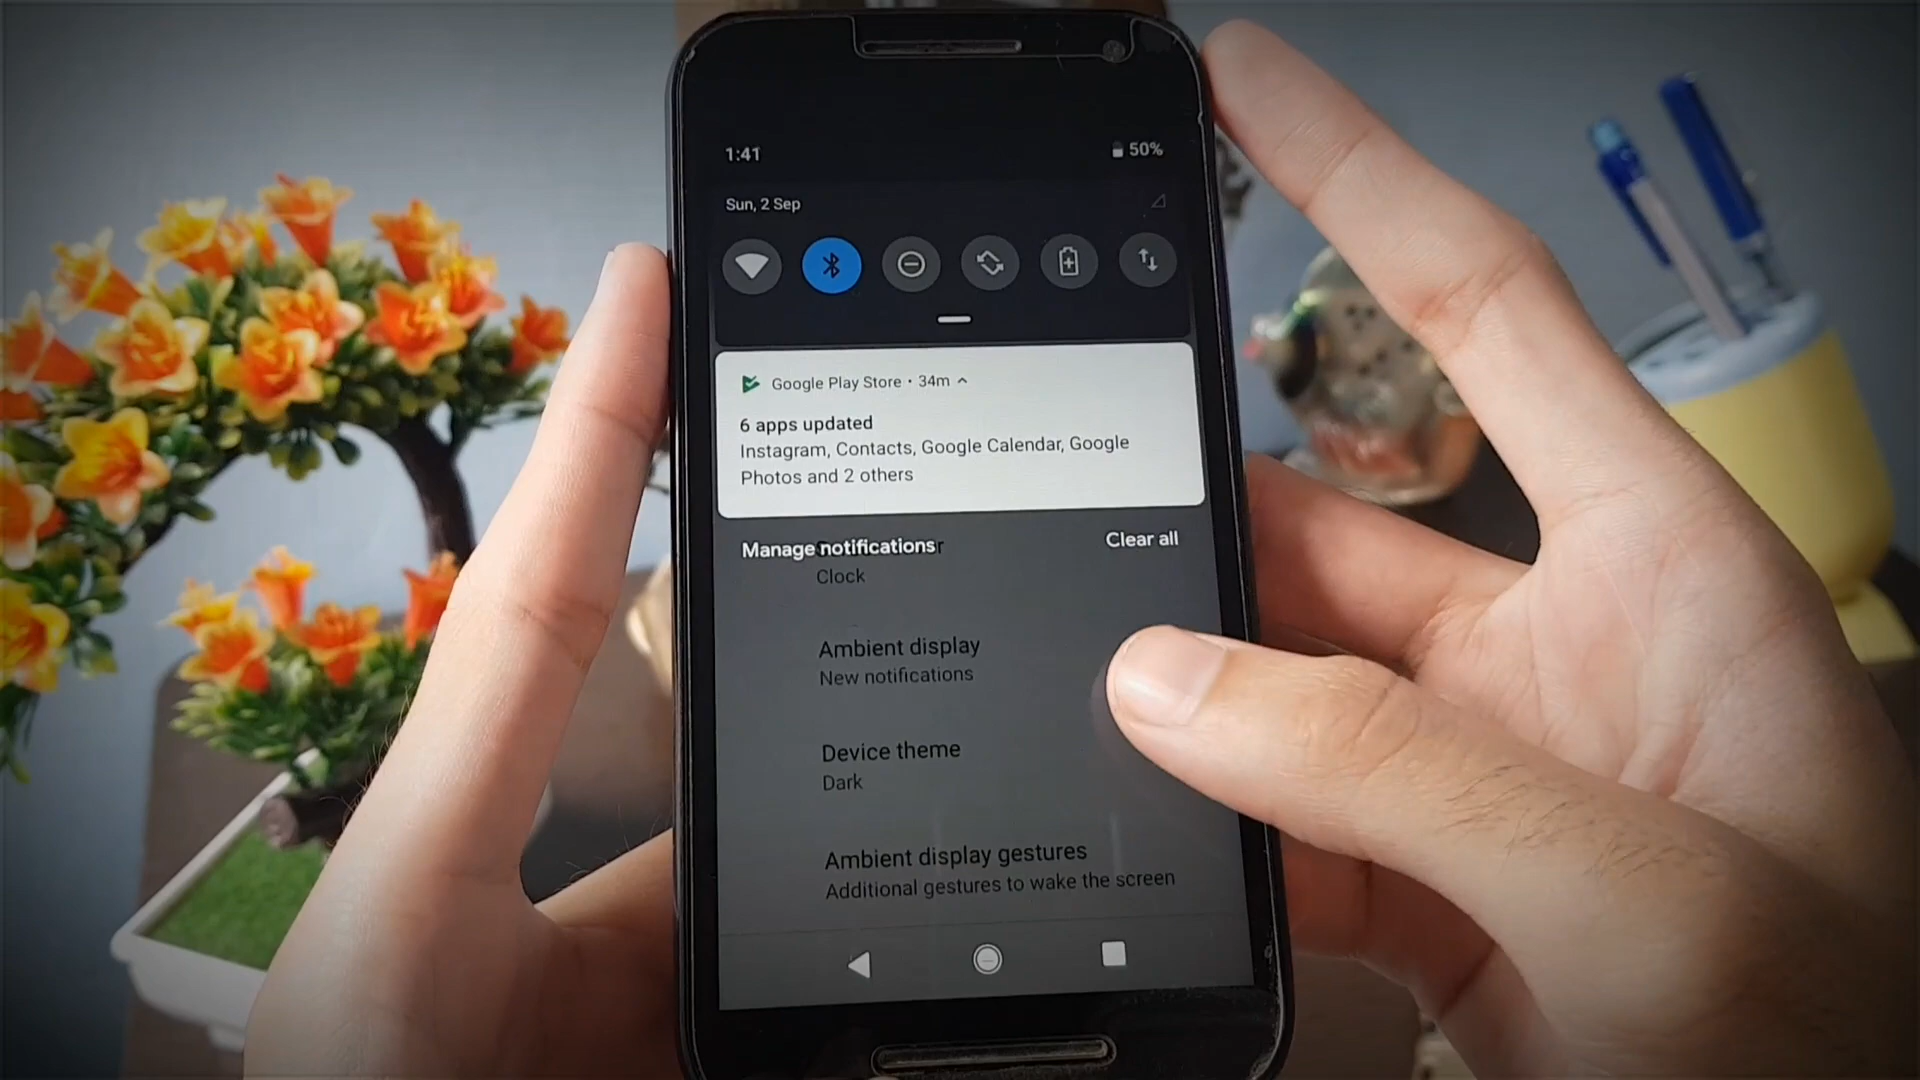 1:41
50%
Sun, 2 Sep
Google Play Store • 34m
6 apps updated
Instagram, Contacts, Google Calendar, Google
Photos and 2 others
Manage notifications
Clear all
Clock
Ambient display
New notifications
Device theme
Dark
Ambient display gestures
Additional gestures to wake the screen